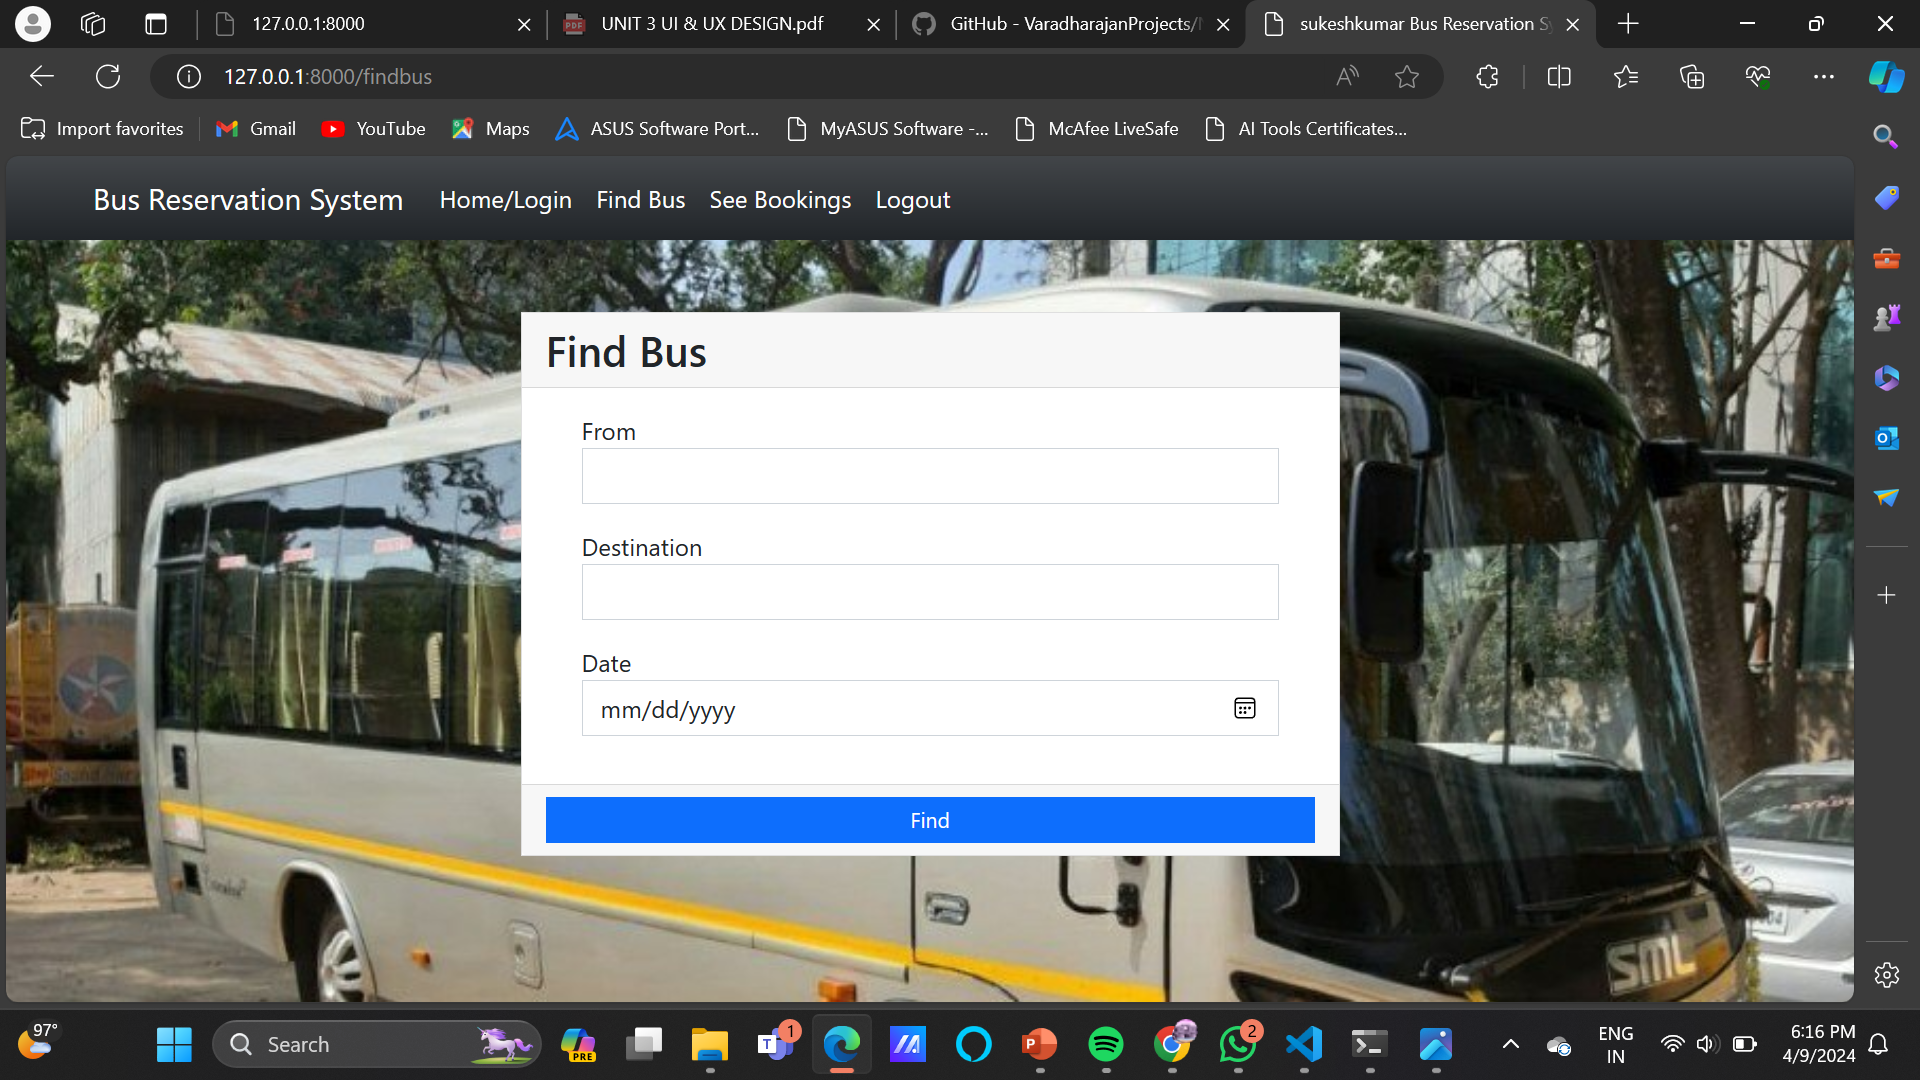 127.0.0.1:8000
UNIT 3 UI & UX DESIGN.pdf
GitHub - VaradharajanProjects/
sukeshkumar Bus Reservation S
127.0.0.1:8000/findbus
Import favorites
Gmail
YouTube
Maps
ASUS Software Port...
MyASUS Software -...
McAfee LiveSafe
AI Tools Certificates...
Bus Reservation System
Home/Login
Find Bus
See Bookings
Logout
Find Bus
From
Destination
Date
mm/dd/yyyy
Find
SML
97°
Search
PRE
1
2
ENG
IN
6:16 PM
4/9/2024